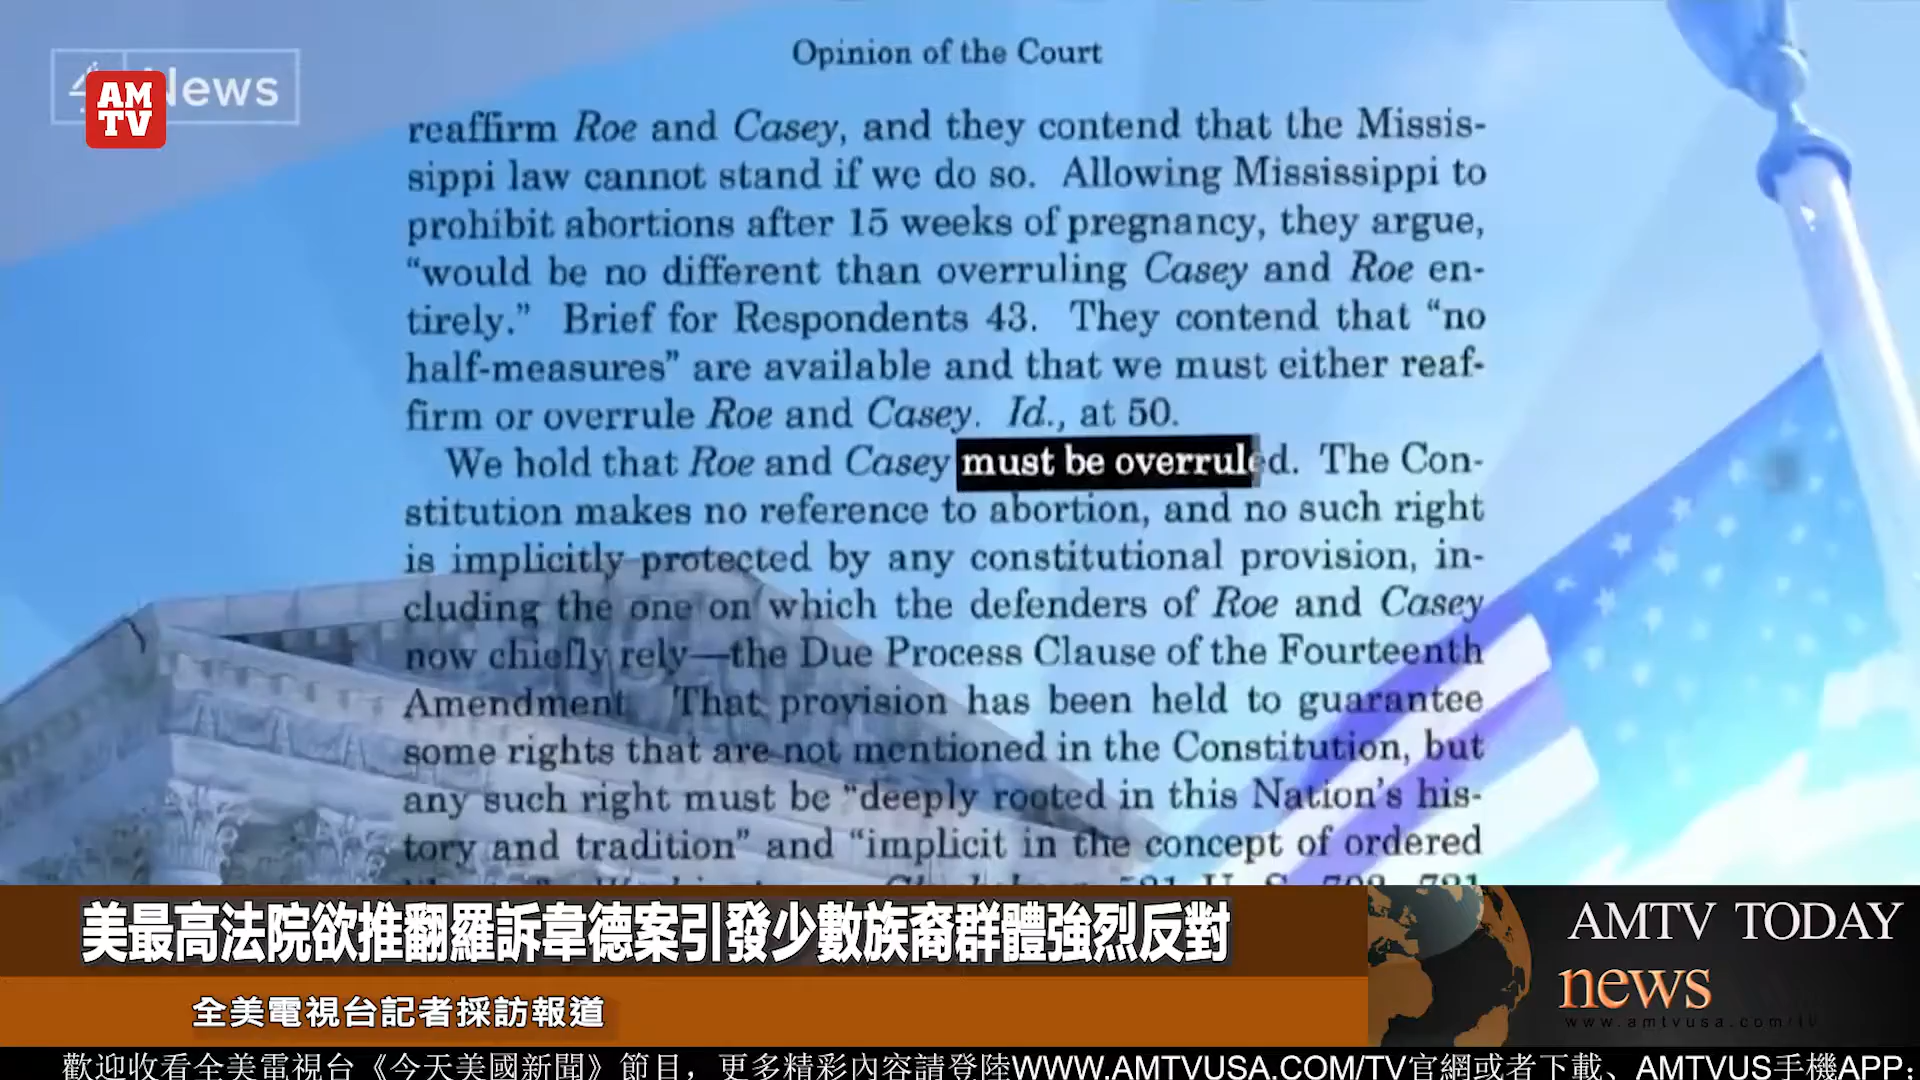 4 News
AM
TV
Opinion of the Court
reaffirm Roe and Casey, and they contend that the Missis-
sippi law cannot stand if we do so. Allowing Mississippi to
prohibit abortions after 15 weeks of pregnancy, they argue,
“would be no different than overruling Casey and Roe en-
tirely.” Brief for Respondents 43. They contend that “no
half-measures” are available and that we must either reaf-
firm or overrule Roe and Casey. Id., at 50.
We hold that Roe and Casey must be overruled. The Con-
stitution makes no reference to abortion, and no such right
is implicitly protected by any constitutional provision, in-
cluding the one on which the defenders of Roe and Casey
now chiefly rely—the Due Process Clause of the Fourteenth
Amendment. That provision has been held to guarantee
some rights that are not mentioned in the Constitution, but
any such right must be “deeply rooted in this Nation’s his-
tory and tradition” and “implicit in the concept of ordered
美最高法院欲推翻羅訴韋德案引發少數族裔群體強烈反對
全美電視台記者採訪報道
AMTV TODAY
news
www.amtvusa.com/tv
歡迎收看全美電視台《今天美國新聞》節目，更多精彩內容請登陸WWW.AMTVUSA.COM/TV官網或者下載、AMTVUS手機APP；